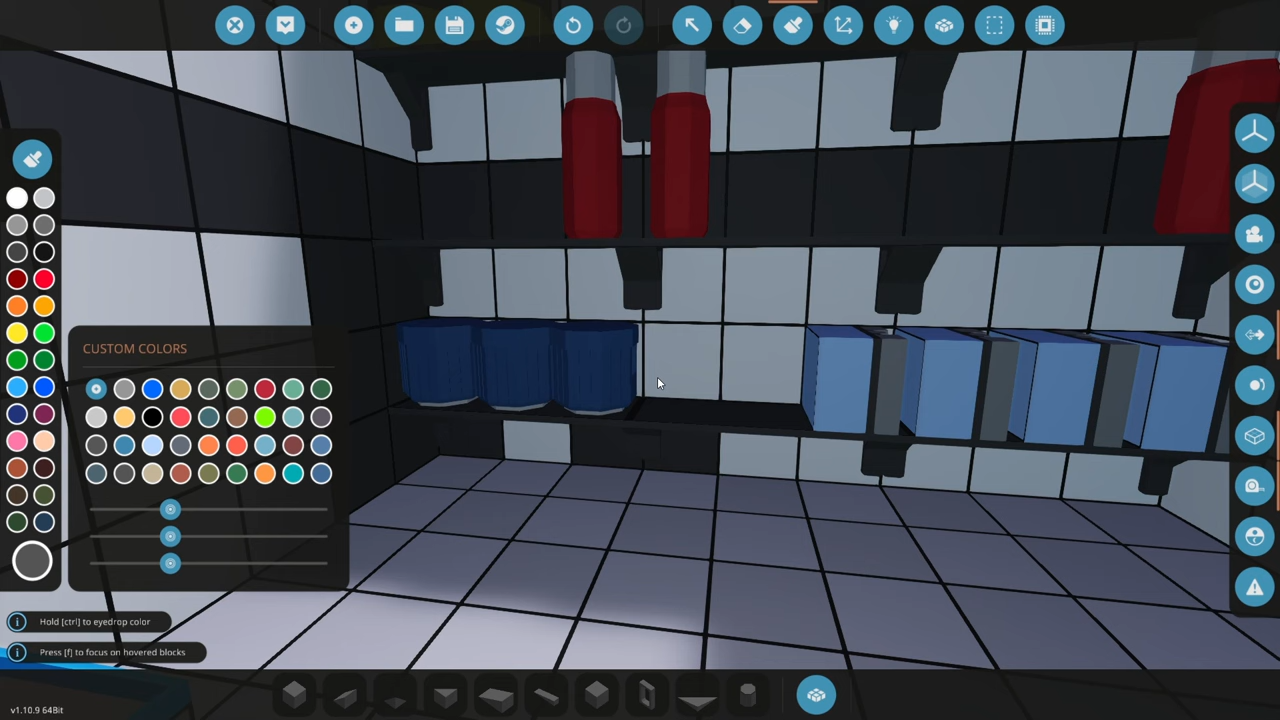 CUSTOM COLORS
Hold [ctrl] to eyedrop color
Press [f] to focus on hovered blocks
v1.10.9 64Bit